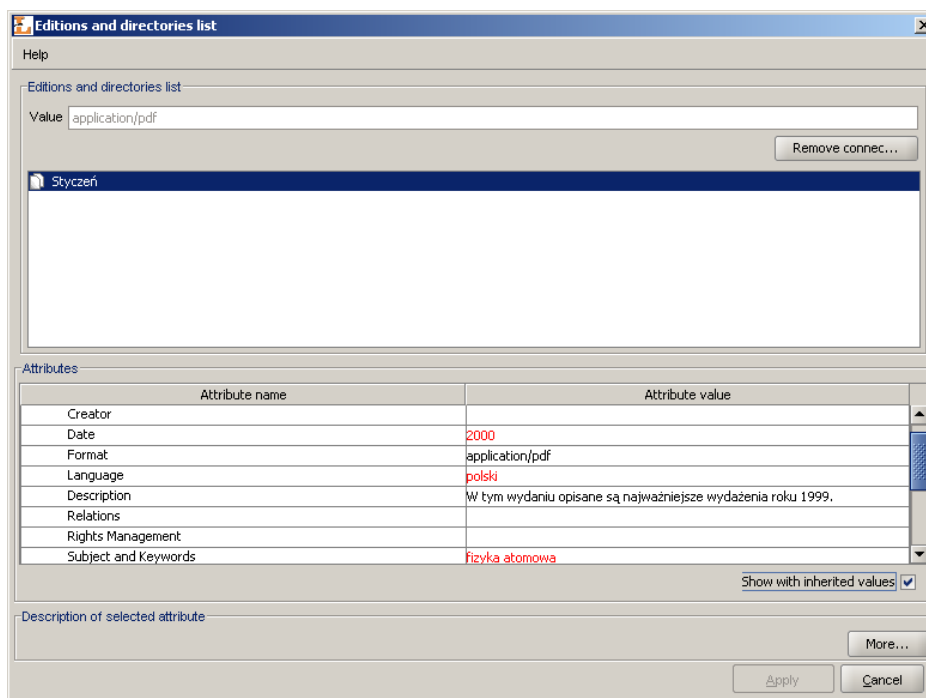 Editions and directories list
Help
Editions and directories list
Value application/pdf
Remove connec...
Styczeń
Attributes
Attribute name Attribute value
Creator
Date 2000
Format application/pdf
Language polski
Description W tym wydaniu opisane są najważniejsze wydażenia roku 1999.
Relations
Rights Management
Subject and Keywords fizyka atomowa
Show with inherited values
Description of selected attribute
More...
Apply Cancel